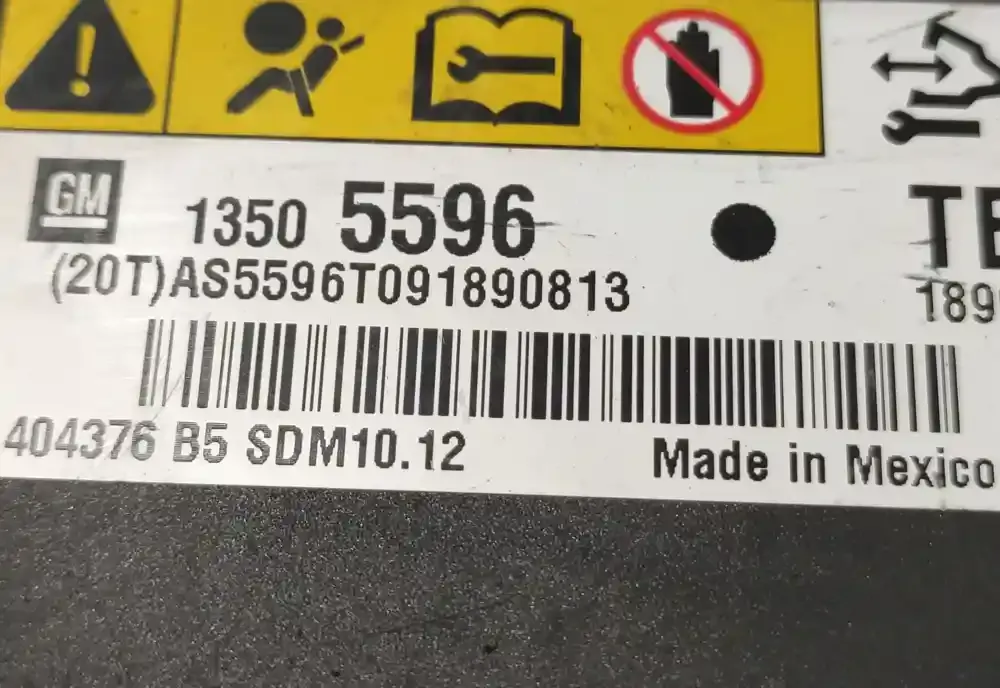 GM 1350 5596
(20T)AS5596T091890813
404376 B5 SDM10.12
Made in Mexico